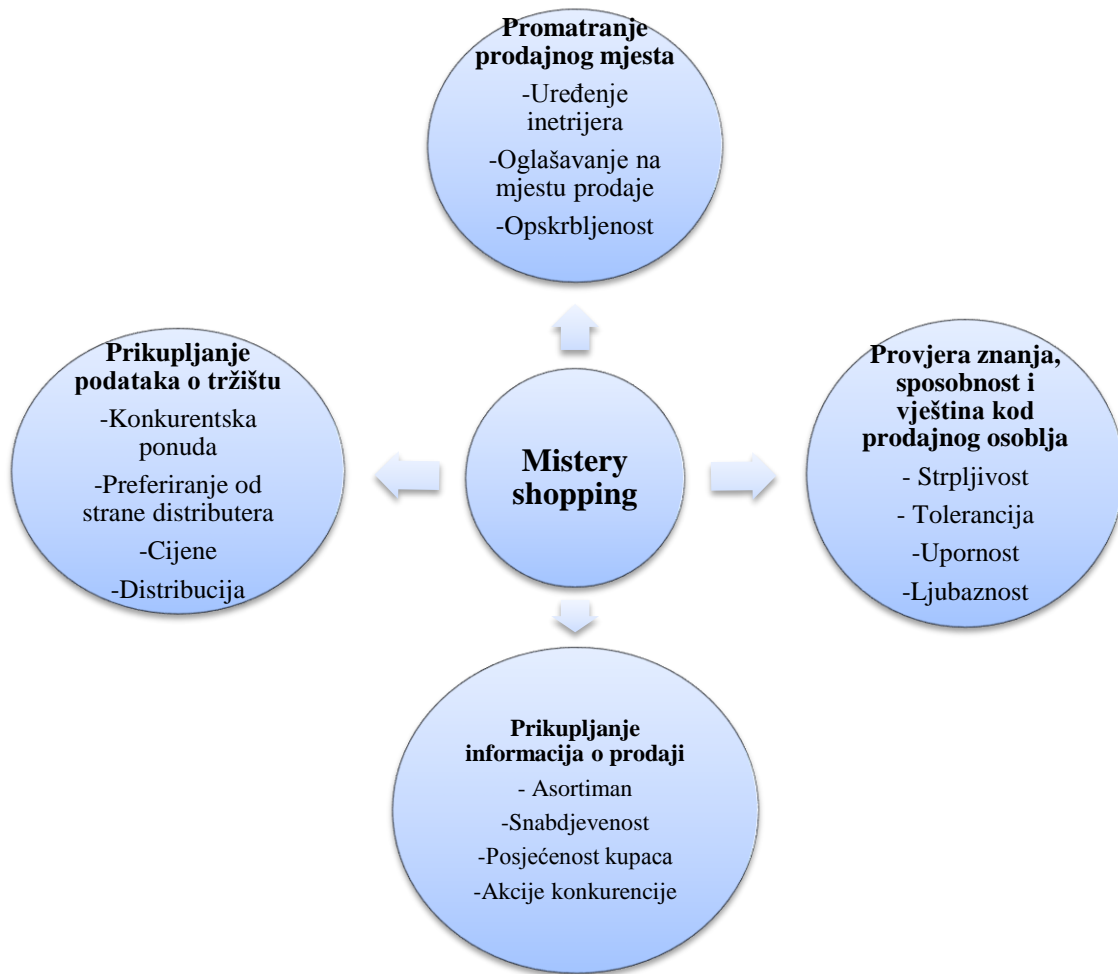 Promatranje
prodajnog mjesta
-Uređenje
inetrijera
-Oglašavanje na
mjestu prodaje
-Opskrbljenost
Prikupljanje
podataka o tržištu
-Konkurentska
ponuda
-Preferiranje od
strane distributera
-Cijene
-Distribucija
Mistery
shopping
Provjera znanja,
sposobnost i
vještina kod
prodajnog osoblja
- Strpljivost
- Tolerancija
-Upornost
-Ljubaznost
Prikupljanje
informacija o prodaji
- Asortiman
-Snabdjevenost
-Posjećenost kupaca
-Akcije konkurencije